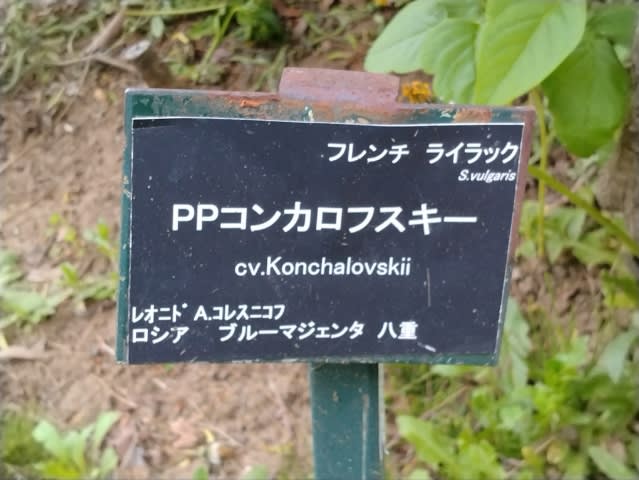 フレンチ ライラック
S.vulgaris
PPコンカロフスキー
cv.Konchalovskii
レオニド A.コレスニコフ
ロシア ブルーマジェンタ 八重